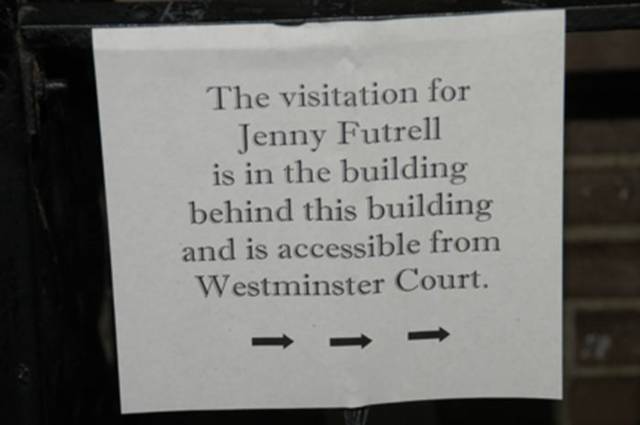 The visitation for
Jenny Futrell
is in the building
behind this building
and is accessible from
Westminster Court.